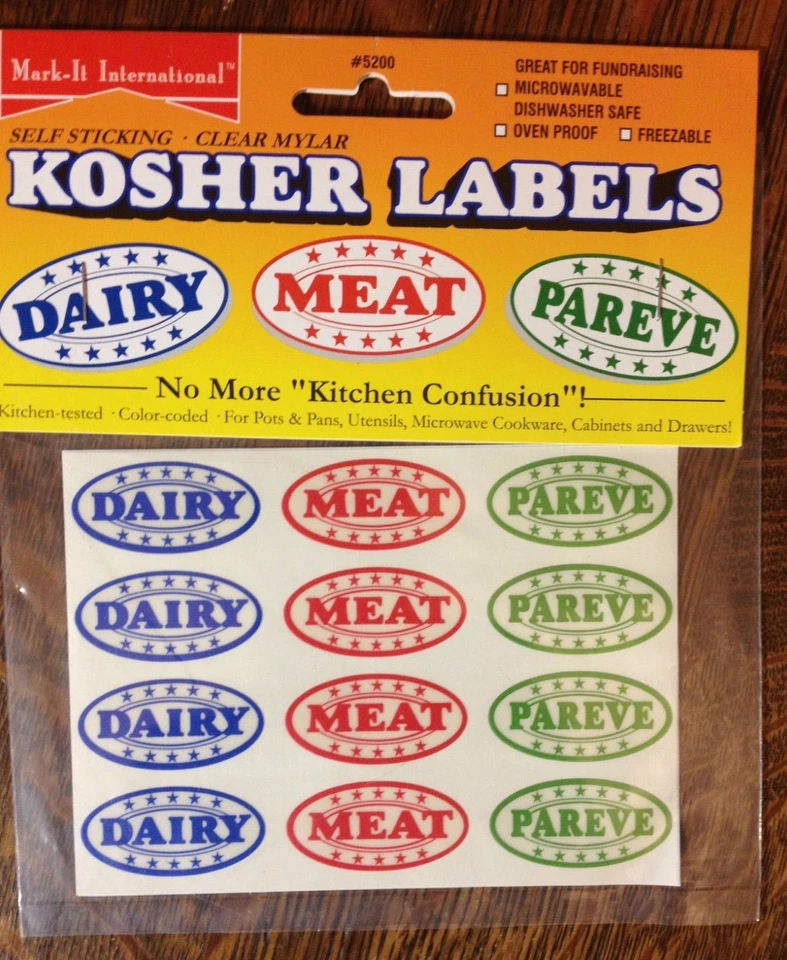 Mark-It International™
#5200
GREAT FOR FUNDRAISING
MICROWAVABLE
DISHWASHER SAFE
OVEN PROOF FREEZABLE
SELF STICKING · CLEAR MYLAR
KOSHER LABELS
DAIRY MEAT PAREVE
No More "Kitchen Confusion"!
Kitchen-tested · Color-coded · For Pots & Pans, Utensils, Microwave Cookware, Cabinets and Drawers!
DAIRY MEAT PAREVE
DAIRY MEAT PAREVE
DAIRY MEAT PAREVE
DAIRY MEAT PAREVE